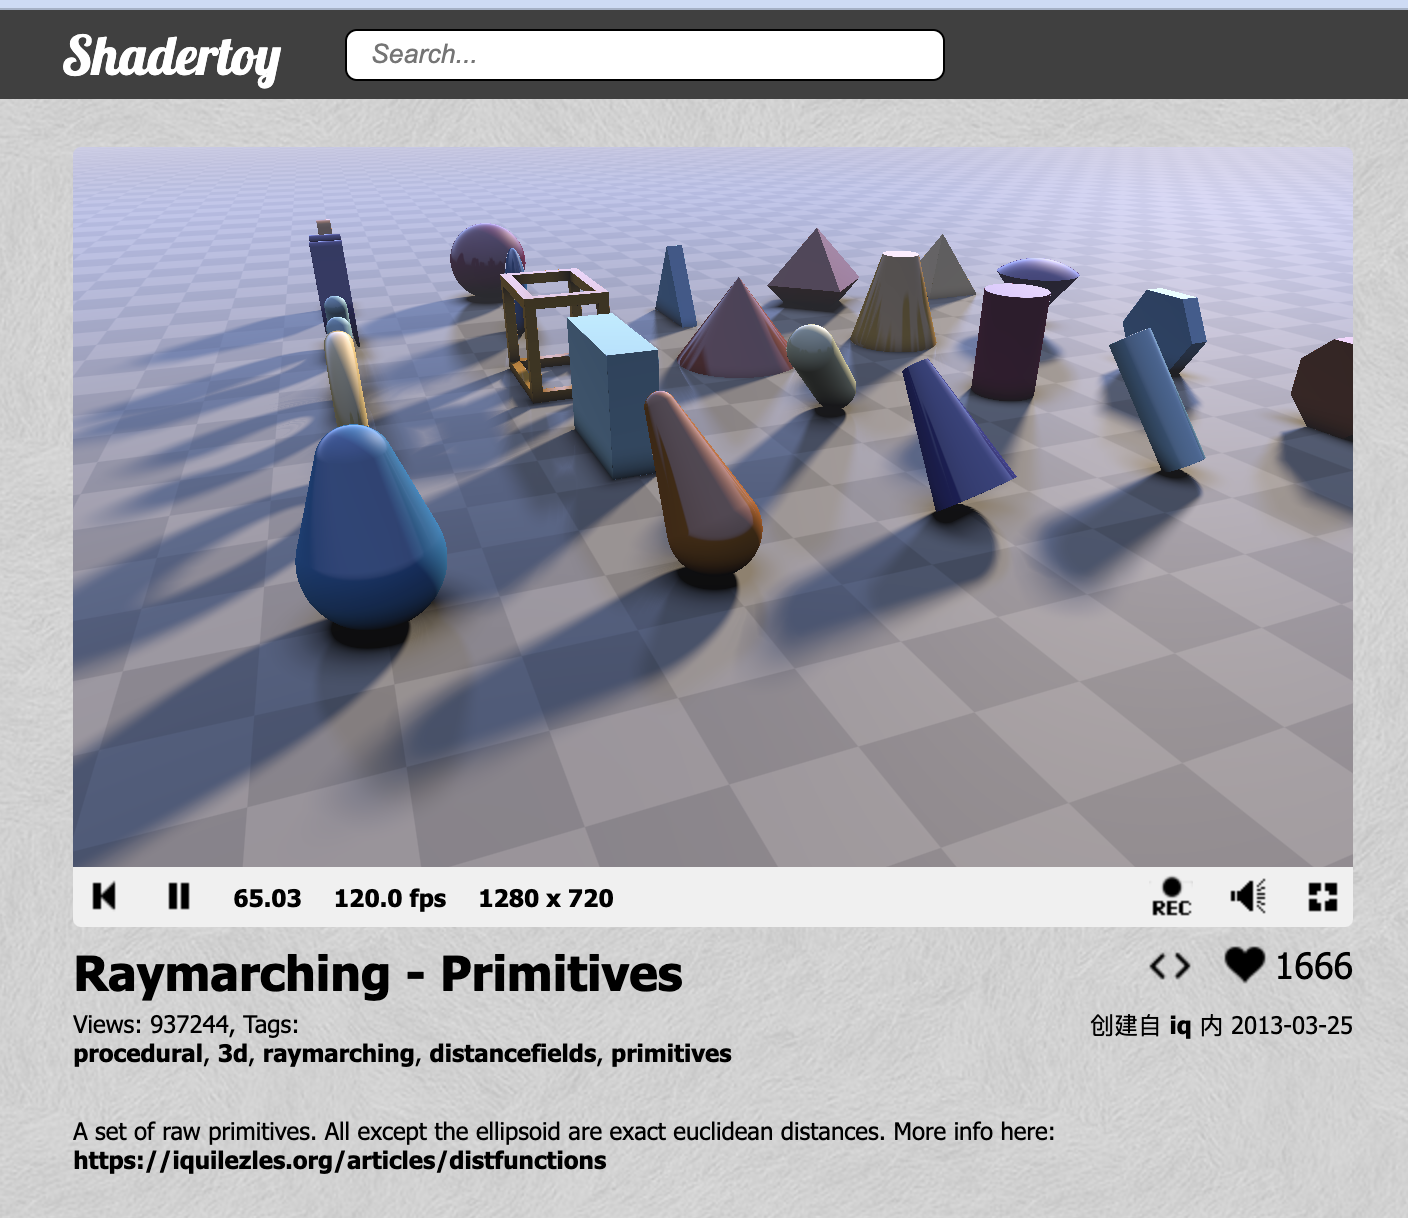 Shadertoy
Search...
65.03 120.0 fps 1280 x 720
REC
Raymarching - Primitives
1666
Views: 937244, Tags:
procedural, 3d, raymarching, distancefields, primitives
创建自 iq 内 2013-03-25
A set of raw primitives. All except the ellipsoid are exact euclidean distances. More info here:
https://iquilezles.org/articles/distfunctions